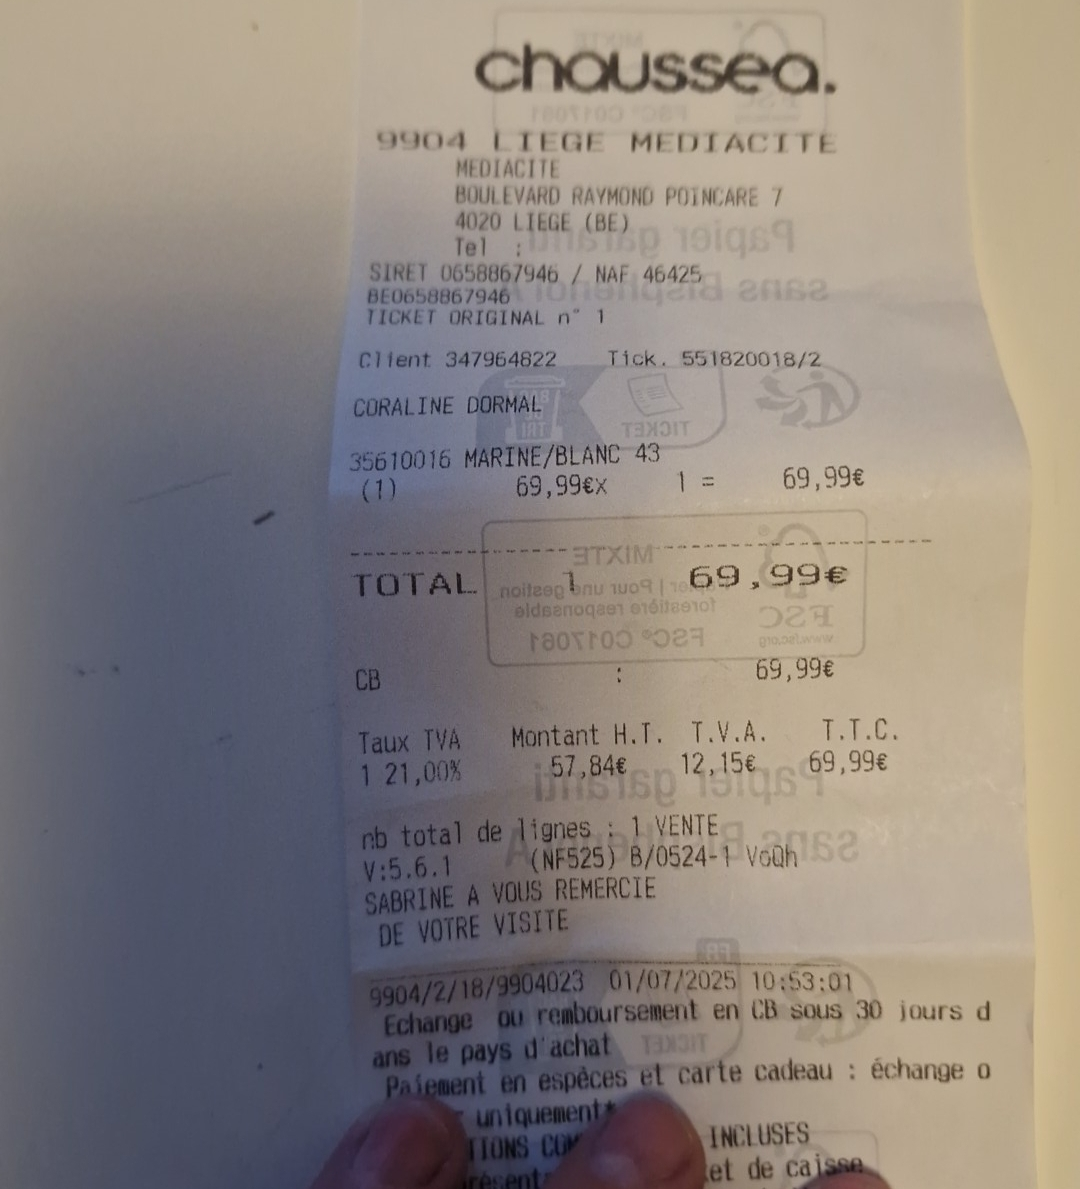 chaussea.
9904 LIEGE MEDIACITE
MEDIACITE
BOULEVARD RAYMOND POINCARE 7
4020 LIEGE (BE)
Tel :
SIRET 0658867946 / NAF 46425
BE0658867946
TICKET ORIGINAL n° 1
Client 347964822 Tick. 551820018/2
CORALINE DORMAL
35610016 MARINE/BLANC 43
(1) 69,99€x 1 = 69,99€
TOTAL 1 69,99€
CB : 69,99€
Taux TVA Montant H.T. T.V.A. T.T.C.
1 21,00% 57,84€ 12,15€ 69,99€
nb total de lignes : 1 VENTE
V:5.6.1 (NF525) B/0524-1 VoQh
SABRINE A VOUS REMERCIE
DE VOTRE VISITE
9904/2/18/9904023 01/07/2025 10:53:01
Echange ou remboursement en CB sous 30 jours d
ans le pays d'achat
Paiement en espèces et carte cadeau : échange o
uniquement*
INCLUSES
et de caisse